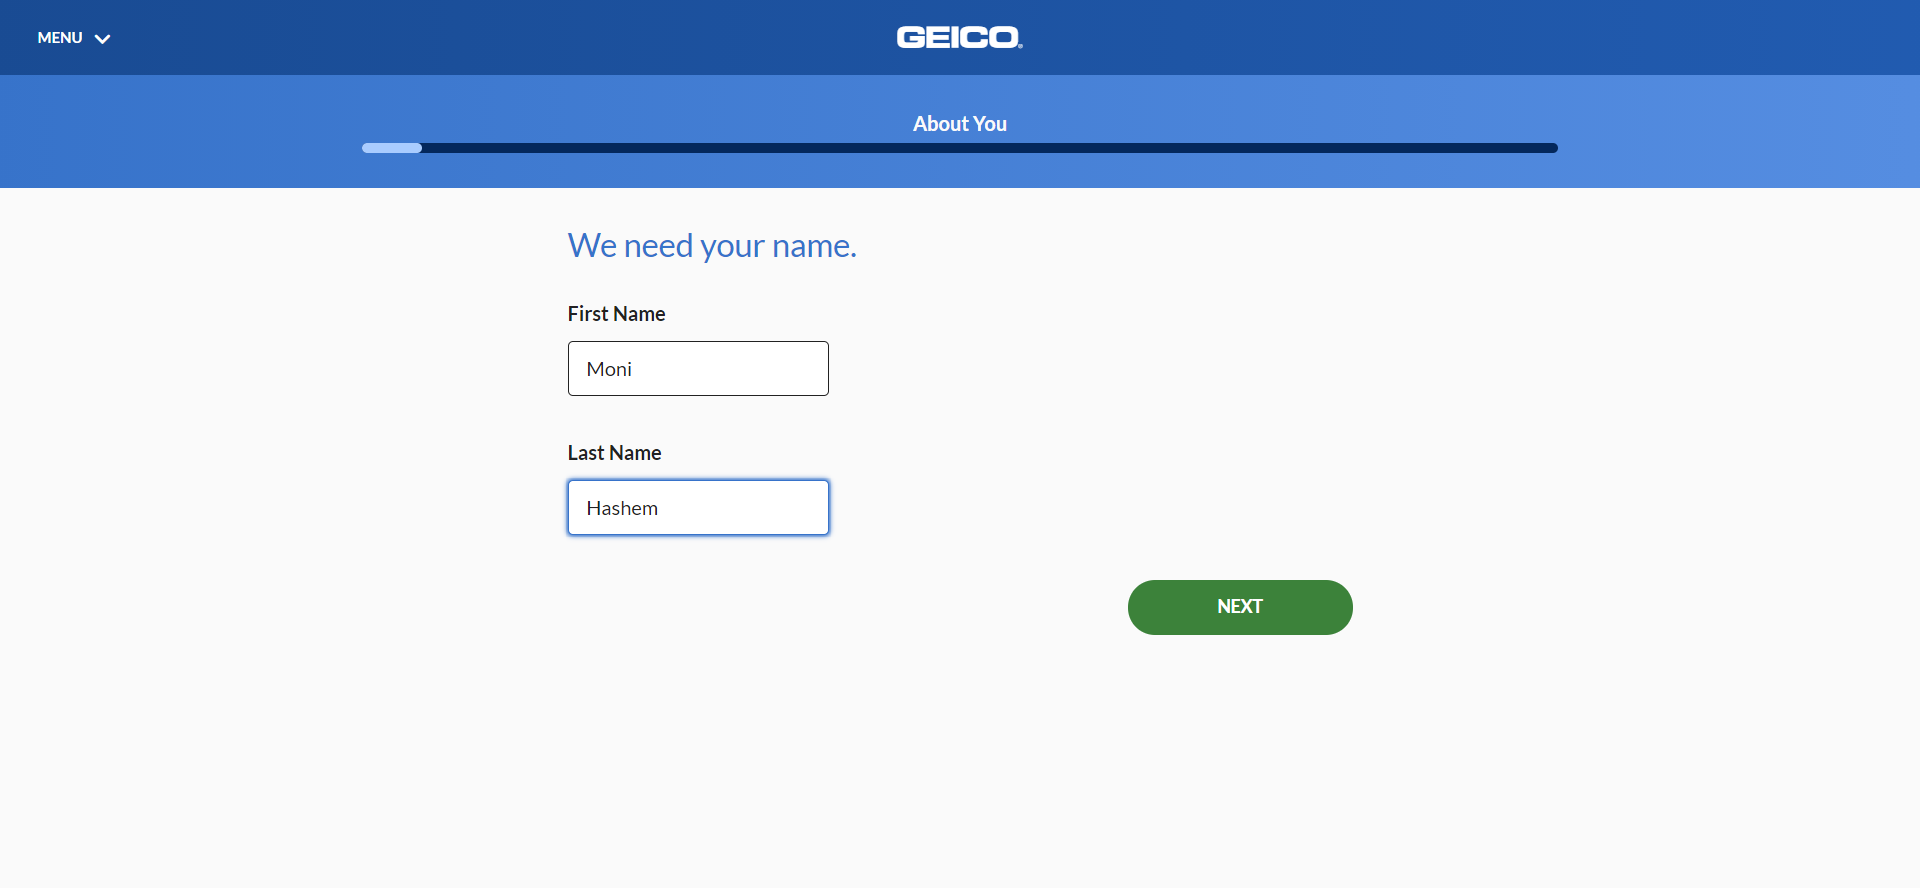 MENU
GEICO®
About You
We need your name.
First Name
Moni
Last Name
Hashem
NEXT